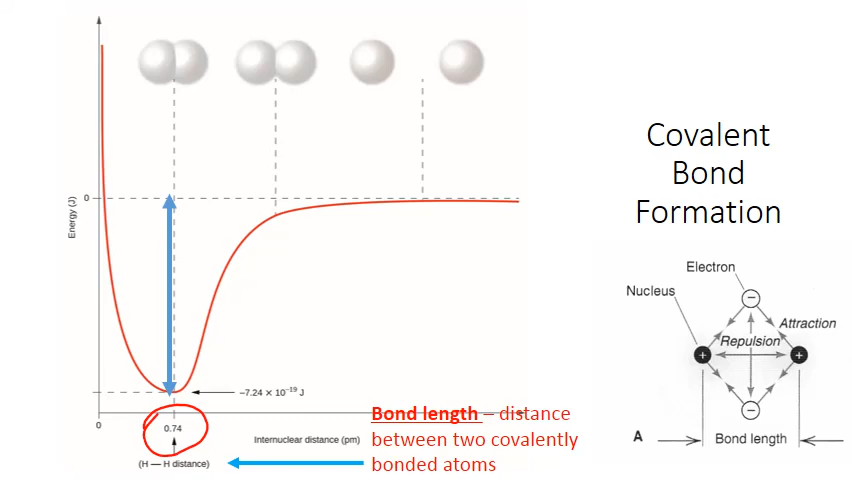 Covalent
Bond
Formation
0
Energy (J)
−7.24 × 10⁻¹⁹ J
0
0.74
Internuclear distance (pm)
(H — H distance)
Bond length – distance
between two covalently
bonded atoms
Electron
Nucleus
Attraction
Repulsion
−
+
+
−
A
Bond length